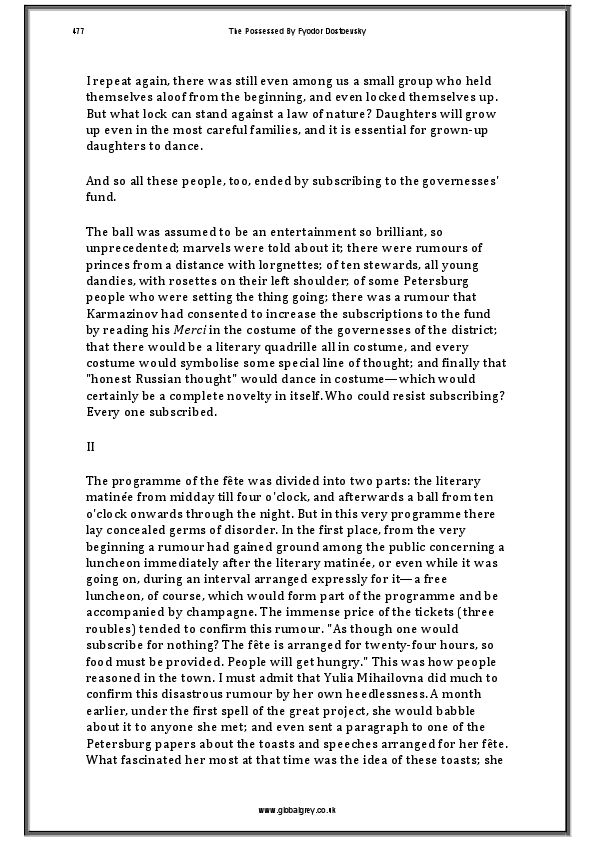 477
The Possessed By Fyodor Dostoevsky
I repeat again, there was still even among us a small group who held
themselves aloof from the beginning, and even locked themselves up.
But what lock can stand against a law of nature? Daughters will grow
up even in the most careful families, and it is essential for grown-up
daughters to dance.
And so all these people, too, ended by subscribing to the governesses'
fund.
The ball was assumed to be an entertainment so brilliant, so
unprecedented; marvels were told about it; there were rumours of
princes from a distance with lorgnettes; of ten stewards, all young
dandies, with rosettes on their left shoulder; of some Petersburg
people who were setting the thing going; there was a rumour that
Karmazinov had consented to increase the subscriptions to the fund
by reading his Merci in the costume of the governesses of the district;
that there would be a literary quadrille all in costume, and every
costume would symbolise some special line of thought; and finally that
"honest Russian thought" would dance in costume—which would
certainly be a complete novelty in itself. Who could resist subscribing?
Every one subscribed.
II
The programme of the fête was divided into two parts: the literary
matinée from midday till four o'clock, and afterwards a ball from ten
o'clock onwards through the night. But in this very programme there
lay concealed germs of disorder. In the first place, from the very
beginning a rumour had gained ground among the public concerning a
luncheon immediately after the literary matinée, or even while it was
going on, during an interval arranged expressly for it—a free
luncheon, of course, which would form part of the programme and be
accompanied by champagne. The immense price of the tickets (three
roubles) tended to confirm this rumour. "As though one would
subscribe for nothing? The fête is arranged for twenty-four hours, so
food must be provided. People will get hungry." This was how people
reasoned in the town. I must admit that Yulia Mihailovna did much to
confirm this disastrous rumour by her own heedlessness. A month
earlier, under the first spell of the great project, she would babble
about it to anyone she met; and even sent a paragraph to one of the
Petersburg papers about the toasts and speeches arranged for her fête.
What fascinated her most at that time was the idea of these toasts; she
www.globalgrey.co.uk